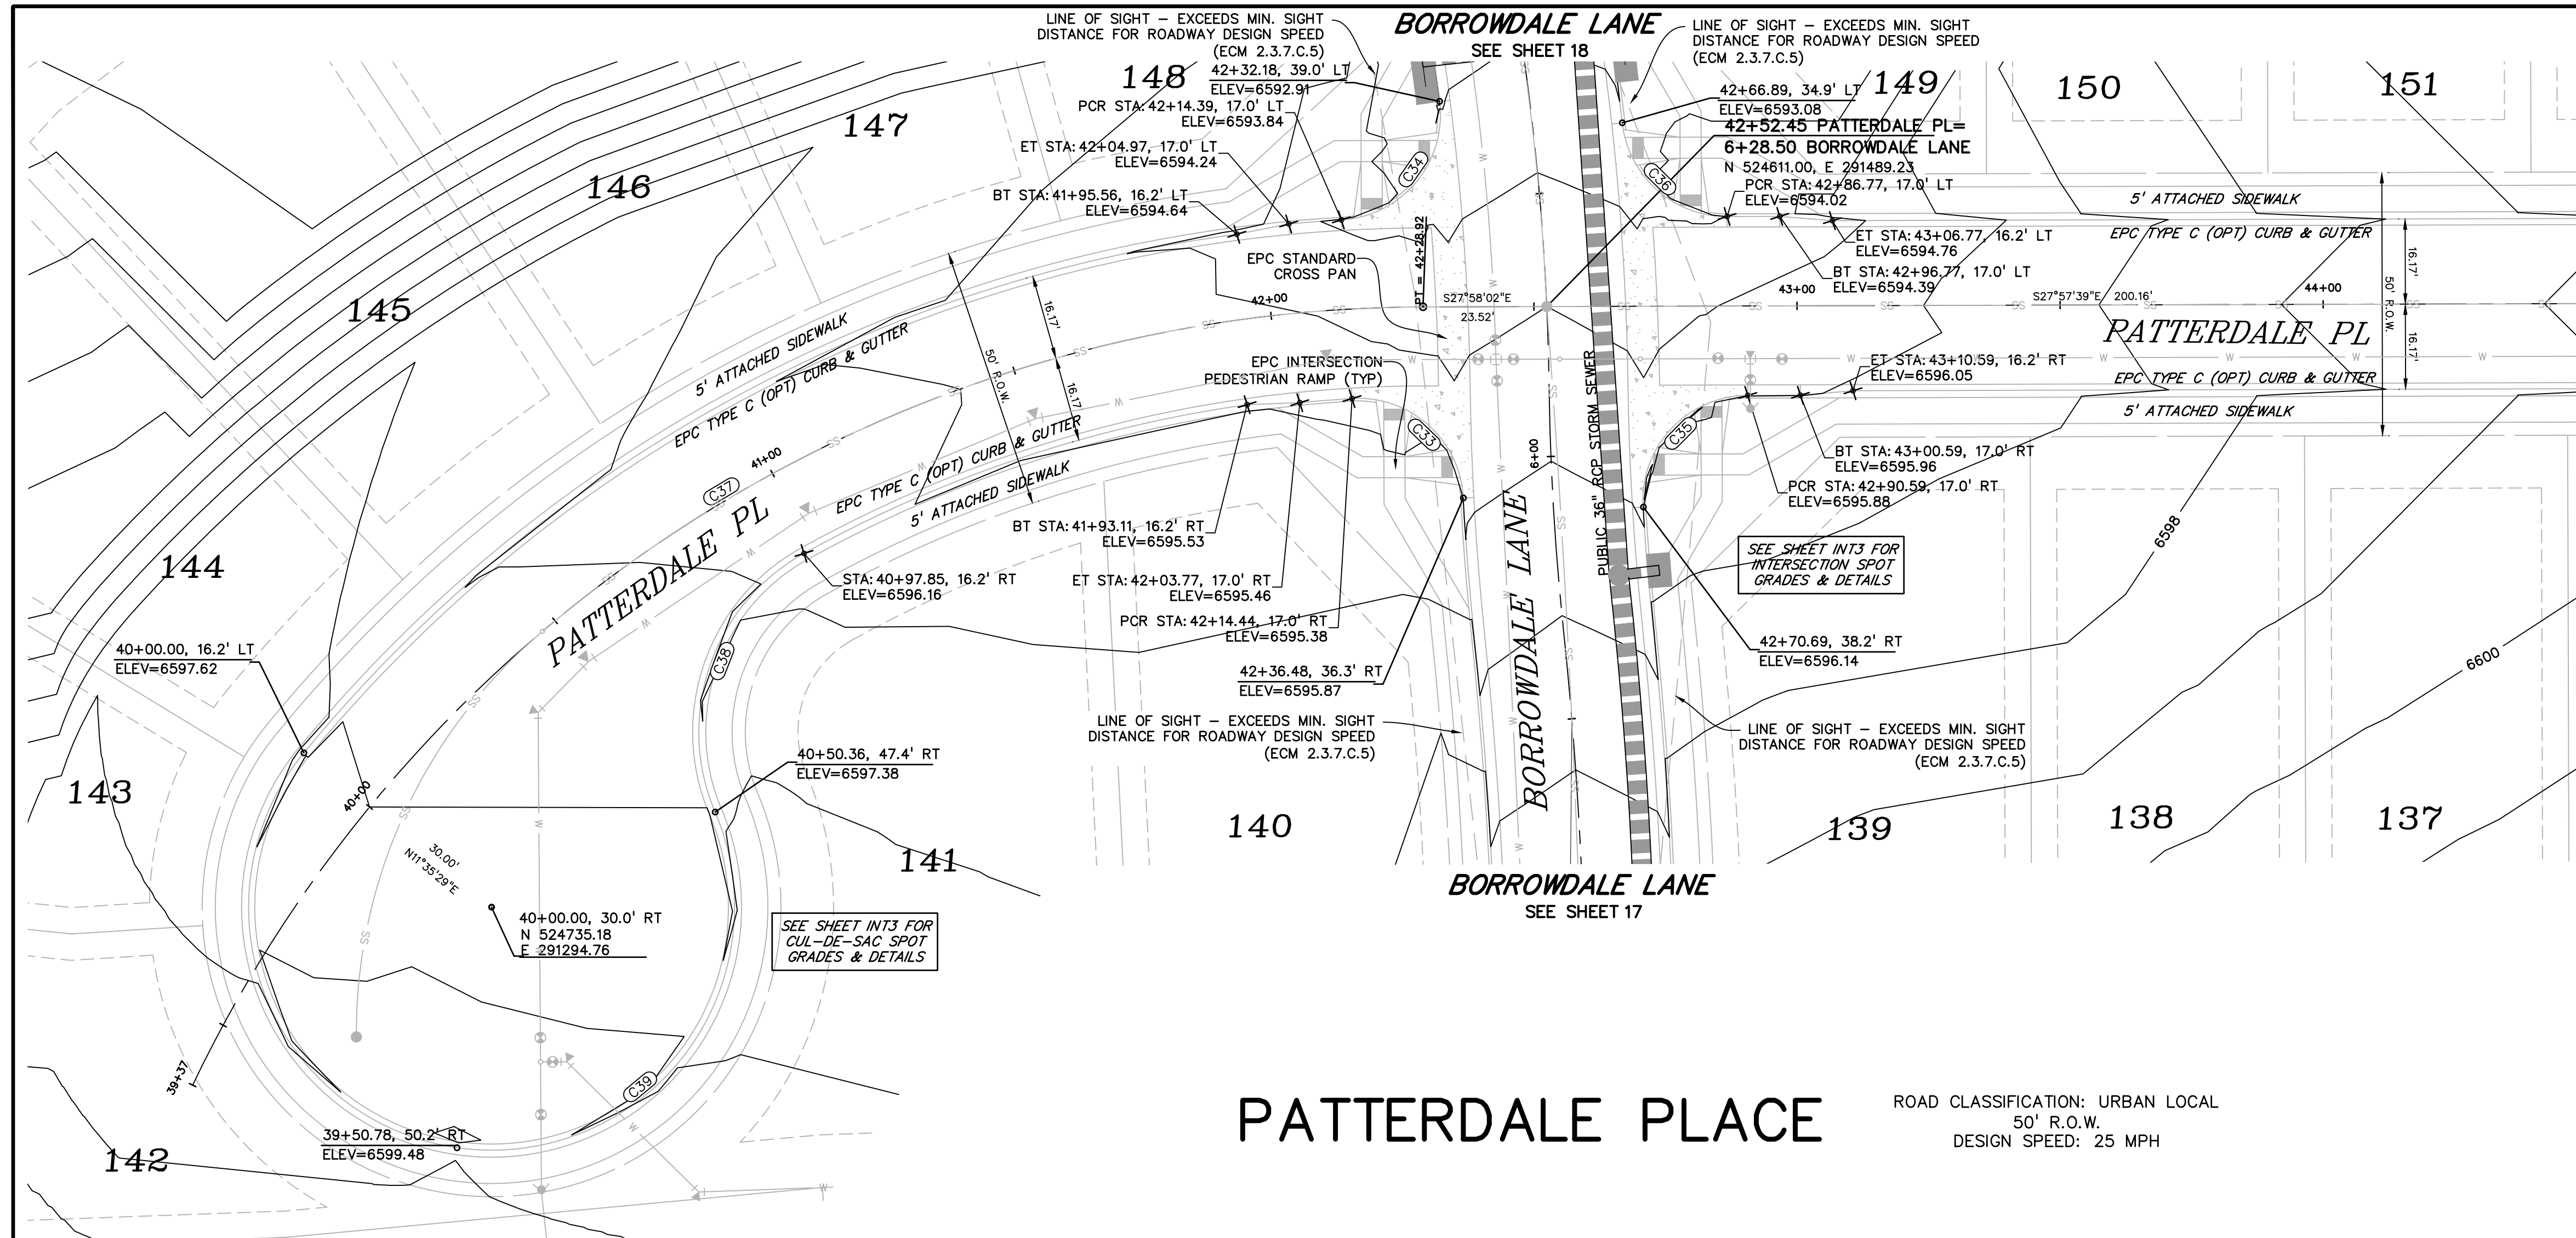 BORROWDALE LANE
SEE SHEET 18
LINE OF SIGHT – EXCEEDS MIN. SIGHT
DISTANCE FOR ROADWAY DESIGN SPEED
(ECM 2.3.7.C.5)
LINE OF SIGHT – EXCEEDS MIN. SIGHT
DISTANCE FOR ROADWAY DESIGN SPEED
(ECM 2.3.7.C.5)
148
42+32.18, 39.0' LT
ELEV=6592.91
PCR STA: 42+14.39, 17.0' LT
ELEV=6593.84
ET STA: 42+04.97, 17.0' LT
ELEV=6594.24
BT STA: 41+95.56, 16.2' LT
ELEV=6594.64
149
150
151
42+66.89, 34.9' LT
ELEV=6593.08
42+52.45 PATTERDALE PL=
6+28.50 BORROWDALE LANE
N 524611.00, E 291489.23
PCR STA: 42+86.77, 17.0' LT
ELEV=6594.02
ET STA: 43+06.77, 16.2' LT
ELEV=6594.76
BT STA: 42+96.77, 17.0' LT
ELEV=6594.39
147
146
145
144
143
142
C34
C36
5' ATTACHED SIDEWALK
EPC TYPE C (OPT) CURB & GUTTER
16.17'
50' R.O.W.
16.17'
EPC STANDARD
CROSS PAN
PT = 42+28.92
S27°58'02"E
23.52'
42+00
43+00
S27°57'39"E 200.16'
44+00
PATTERDALE PL
EPC TYPE C (OPT) CURB & GUTTER
5' ATTACHED SIDEWALK
5' ATTACHED SIDEWALK
EPC TYPE C (OPT) CURB & GUTTER
16.17'
50' R.O.W.
16.17'
EPC INTERSECTION
PEDESTRIAN RAMP (TYP)
ET STA: 43+10.59, 16.2' RT
ELEV=6596.05
BT STA: 43+00.59, 17.0' RT
ELEV=6595.96
PCR STA: 42+90.59, 17.0' RT
ELEV=6595.88
C33
C35
6+00
PUBLIC 36" RCP STORM SEWER
41+00
C37
PATTERDALE PL
EPC TYPE C (OPT) CURB & GUTTER
5' ATTACHED SIDEWALK
BT STA: 41+93.11, 16.2' RT
ELEV=6595.53
ET STA: 42+03.77, 17.0' RT
ELEV=6595.46
PCR STA: 42+14.44, 17.0' RT
ELEV=6595.38
STA: 40+97.85, 16.2' RT
ELEV=6596.16
SEE SHEET INT3 FOR
INTERSECTION SPOT
GRADES & DETAILS
6598
6600
C38
40+00.00, 16.2' LT
ELEV=6597.62
42+36.48, 36.3' RT
ELEV=6595.87
42+70.69, 38.2' RT
ELEV=6596.14
LINE OF SIGHT – EXCEEDS MIN. SIGHT
DISTANCE FOR ROADWAY DESIGN SPEED
(ECM 2.3.7.C.5)
BORROWDALE LANE
LINE OF SIGHT – EXCEEDS MIN. SIGHT
DISTANCE FOR ROADWAY DESIGN SPEED
(ECM 2.3.7.C.5)
40+50.36, 47.4' RT
ELEV=6597.38
40+00
30.00'
N11°35'29"E
141
140
139
138
137
BORROWDALE LANE
SEE SHEET 17
40+00.00, 30.0' RT
N 524735.18
E 291294.76
SEE SHEET INT3 FOR
CUL-DE-SAC SPOT
GRADES & DETAILS
39+37
C39
39+50.78, 50.2' RT
ELEV=6599.48
PATTERDALE PLACE
ROAD CLASSIFICATION: URBAN LOCAL
50' R.O.W.
DESIGN SPEED: 25 MPH